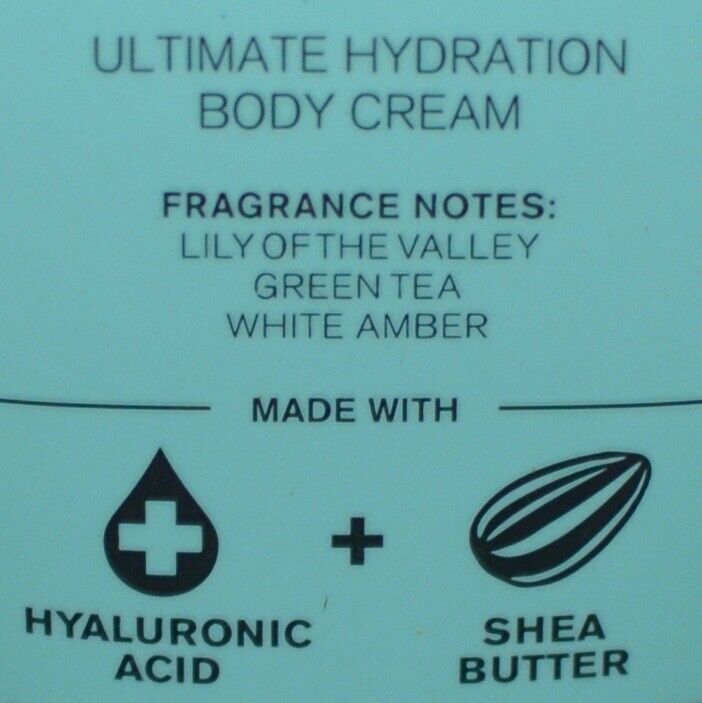 ULTIMATE HYDRATION
BODY CREAM
FRAGRANCE NOTES:
LILY OF THE VALLEY
GREEN TEA
WHITE AMBER
MADE WITH
+
HYALURONIC
ACID
SHEA
BUTTER